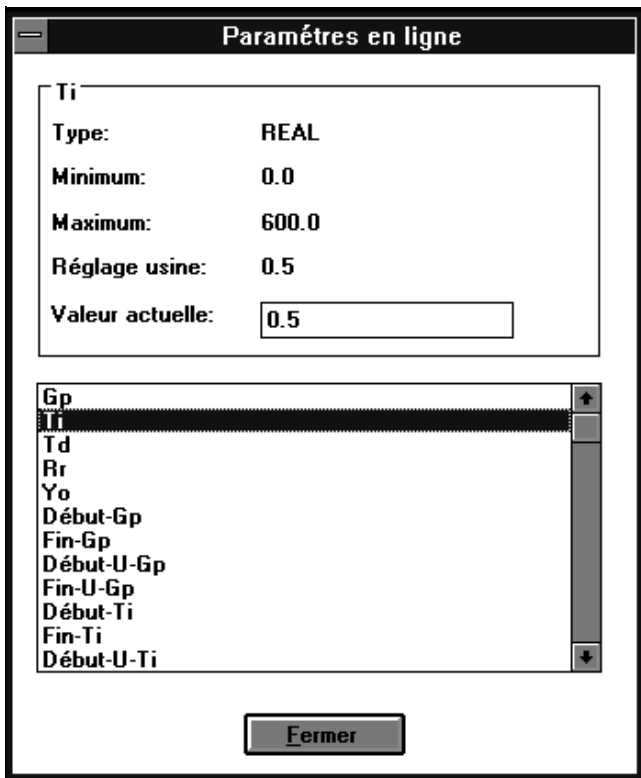 Paramétres en ligne
Ti
Type: REAL
Minimum: 0.0
Maximum: 600.0
Réglage usine: 0.5
Valeur actuelle: 0.5
Gp
Ti
Td
Rr
Yo
Début-Gp
Fin-Gp
Début-U-Gp
Fin-U-Gp
Début-Ti
Fin-Ti
Début-U-Ti
Fermer